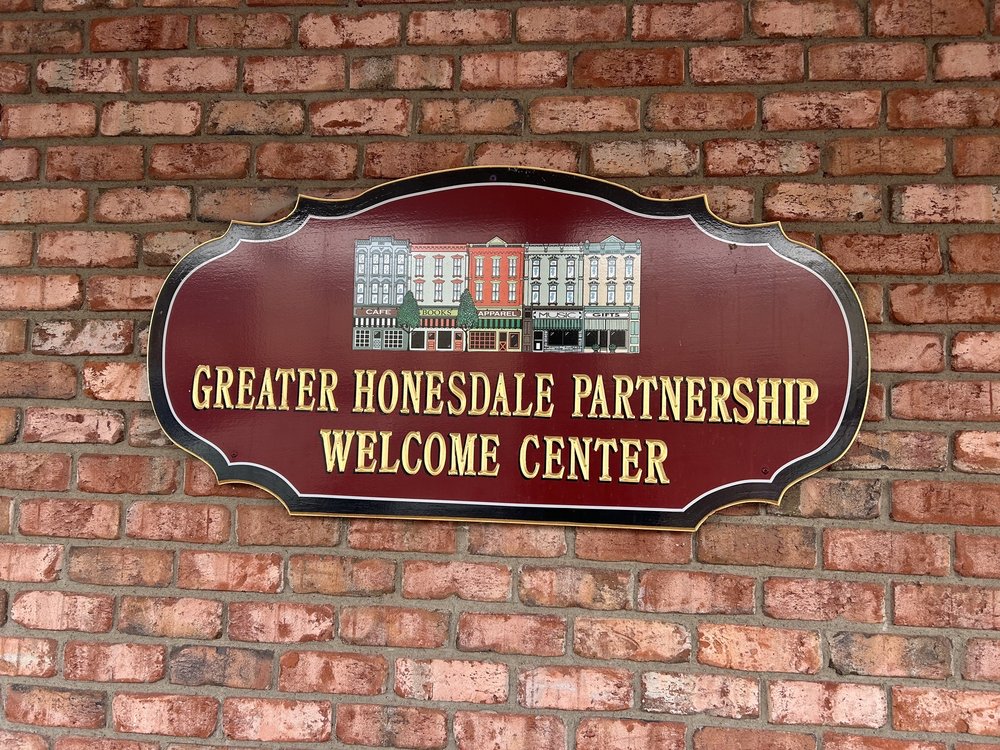 CAFE BOOKS APPAREL MUSIC GIFTS
GREATER HONESDALE PARTNERSHIP
WELCOME CENTER